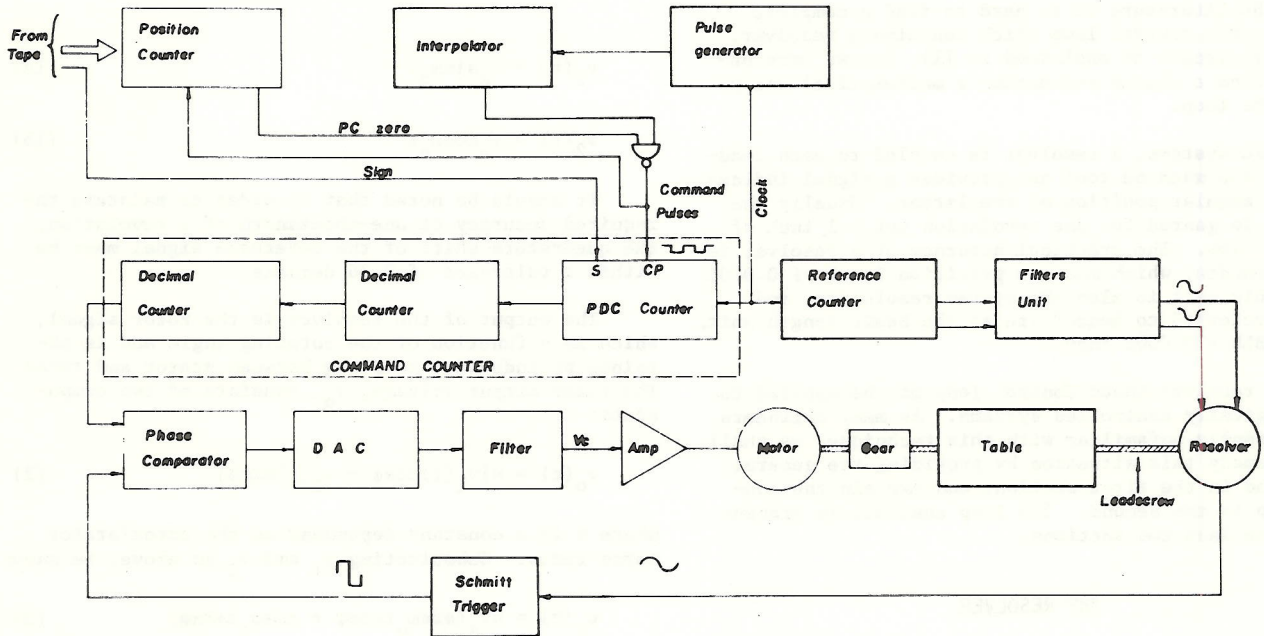 From
Tape
Position
Counter
Interpelator
Pulse
generator
PC zero
Sign
Command
Pulses
Clock
Decimal
Counter
Decimal
Counter
S CP
PDC Counter
Reference
Counter
Filters
Unit
COMMAND COUNTER
Phase
Comparator
D A C
Filter
Vc
Amp
Motor
Gear
Table
Resolver
Leadscrew
Schmitt
Trigger